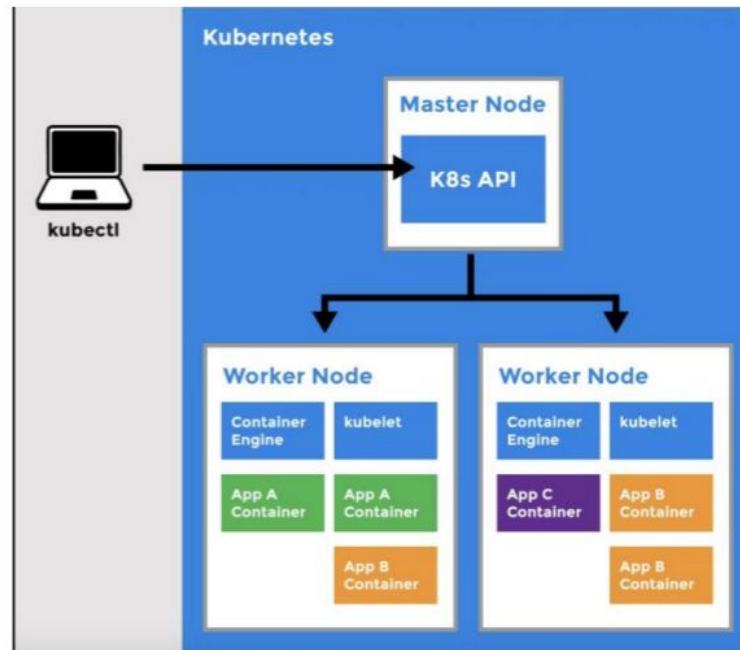 Kubernetes
Master Node
K8s API
kubectl
Worker Node
Container
Engine
kubelet
App A
Container
App A
Container
App B
Container
Worker Node
Container
Engine
kubelet
App C
Container
App B
Container
App B
Container